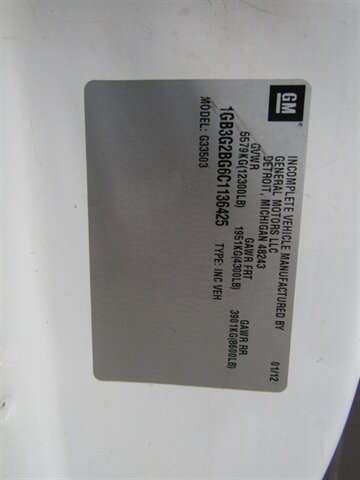 GM
INCOMPLETE VEHICLE MANUFACTURED BY
GENERAL MOTORS LLC
DETROIT, MICHIGAN 48243
01/12
GVWR GAWR FRT GAWR RR
5579KG(12300LB) 1951KG(4300LB) 3901KG(8600LB)
1GB3G2BG6C1136425 TYPE: INC VEH
MODEL: G33503